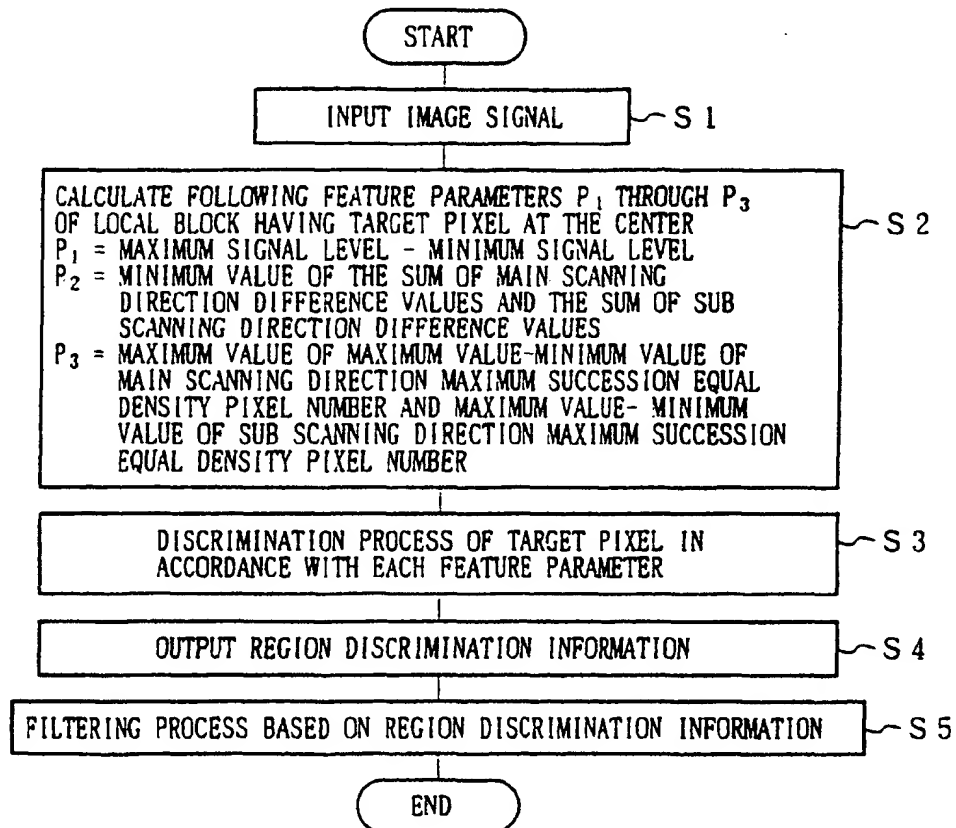 START
INPUT IMAGE SIGNAL
S 1
CALCULATE FOLLOWING FEATURE PARAMETERS P1 THROUGH P3
OF LOCAL BLOCK HAVING TARGET PIXEL AT THE CENTER
P1 = MAXIMUM SIGNAL LEVEL - MINIMUM SIGNAL LEVEL
P2 = MINIMUM VALUE OF THE SUM OF MAIN SCANNING
DIRECTION DIFFERENCE VALUES AND THE SUM OF SUB
SCANNING DIRECTION DIFFERENCE VALUES
P3 = MAXIMUM VALUE OF MAXIMUM VALUE-MINIMUM VALUE OF
MAIN SCANNING DIRECTION MAXIMUM SUCCESSION EQUAL
DENSITY PIXEL NUMBER AND MAXIMUM VALUE- MINIMUM
VALUE OF SUB SCANNING DIRECTION MAXIMUM SUCCESSION
EQUAL DENSITY PIXEL NUMBER
S 2
DISCRIMINATION PROCESS OF TARGET PIXEL IN
ACCORDANCE WITH EACH FEATURE PARAMETER
S 3
OUTPUT REGION DISCRIMINATION INFORMATION
S 4
FILTERING PROCESS BASED ON REGION DISCRIMINATION INFORMATION
S 5
END